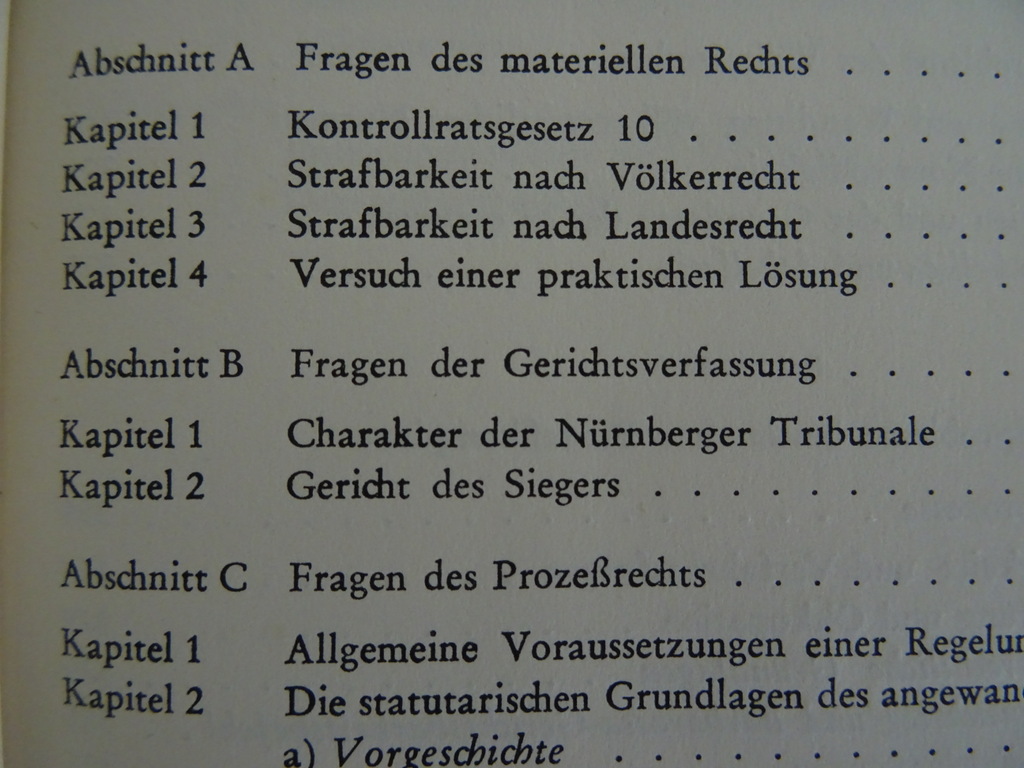 Abschnitt A Fragen des materiellen Rechts . . . . .
Kapitel 1 Kontrollratsgesetz 10 . . . . . . . . .
Kapitel 2 Strafbarkeit nach Völkerrecht . . . . .
Kapitel 3 Strafbarkeit nach Landesrecht . . . . .
Kapitel 4 Versuch einer praktischen Lösung . . . .
Abschnitt B Fragen der Gerichtsverfassung . . . . .
Kapitel 1 Charakter der Nürnberger Tribunale . .
Kapitel 2 Gericht des Siegers . . . . . . . . . .
Abschnitt C Fragen des Prozeßrechts . . . . . . . .
Kapitel 1 Allgemeine Voraussetzungen einer Regelun
Kapitel 2 Die statutarischen Grundlagen des angewan
a) Vorgeschichte . . . . . . . . . . .